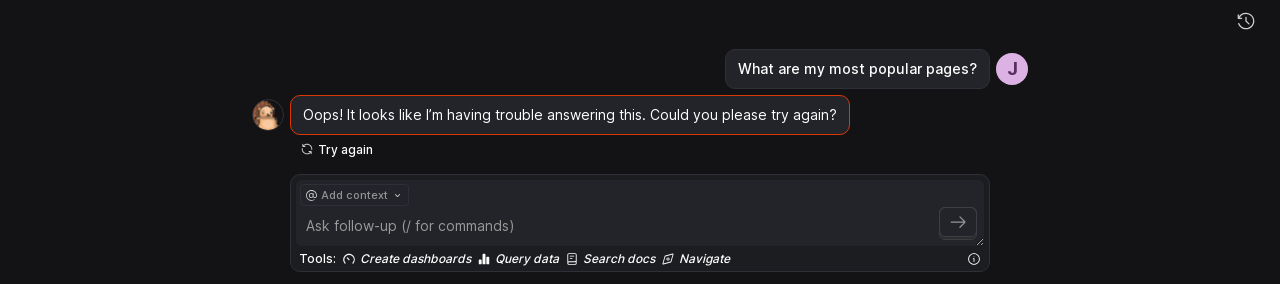 What are my most popular pages?
J
Oops! It looks like I’m having trouble answering this. Could you please try again?
Try again
@ Add context
Ask follow-up (/ for commands)
Tools: Create dashboards Query data Search docs Navigate